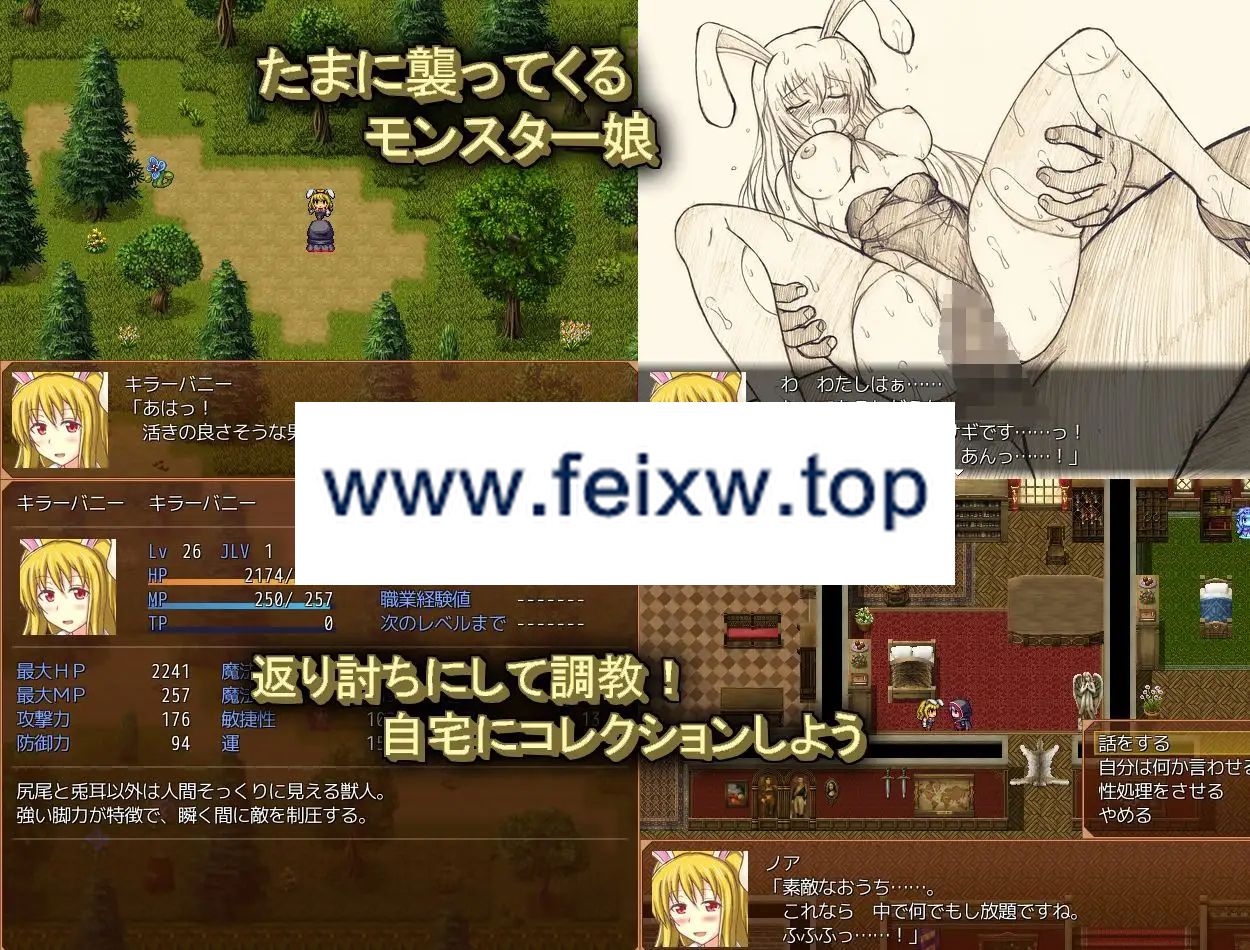 たまに襲ってくる
モンスター娘
キラーバニー
「あはっ！
活きの良さそうな男
わ　わたしはぁ……
ギです……っ！
あんっ……！」
www.feixw.top
キラーバニー　キラーバニー
Lv 26 JLV 1
HP 2174/
MP 250/ 257
TP 0
職業経験値 -------
次のレベルまで -------
最大ＨＰ 2241
最大ＭＰ 257
攻撃力 176 敏捷性
防御力 94 運
返り討ちにして調教！
自宅にコレクションしよう
尻尾と兎耳以外は人間そっくりに見える獣人。
強い脚力が特徴で、瞬く間に敵を制圧する。
話をする
自分は何か言わせる
性処理をさせる
やめる
ノア
「素敵なおうち……。
これなら　中で何でもし放題ですね。
ふふふっ……！」